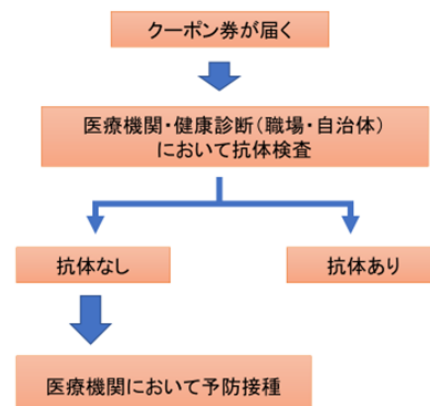 クーポン券が届く
医療機関・健康診断（職場・自治体）
において抗体検査
抗体なし
抗体あり
医療機関において予防接種